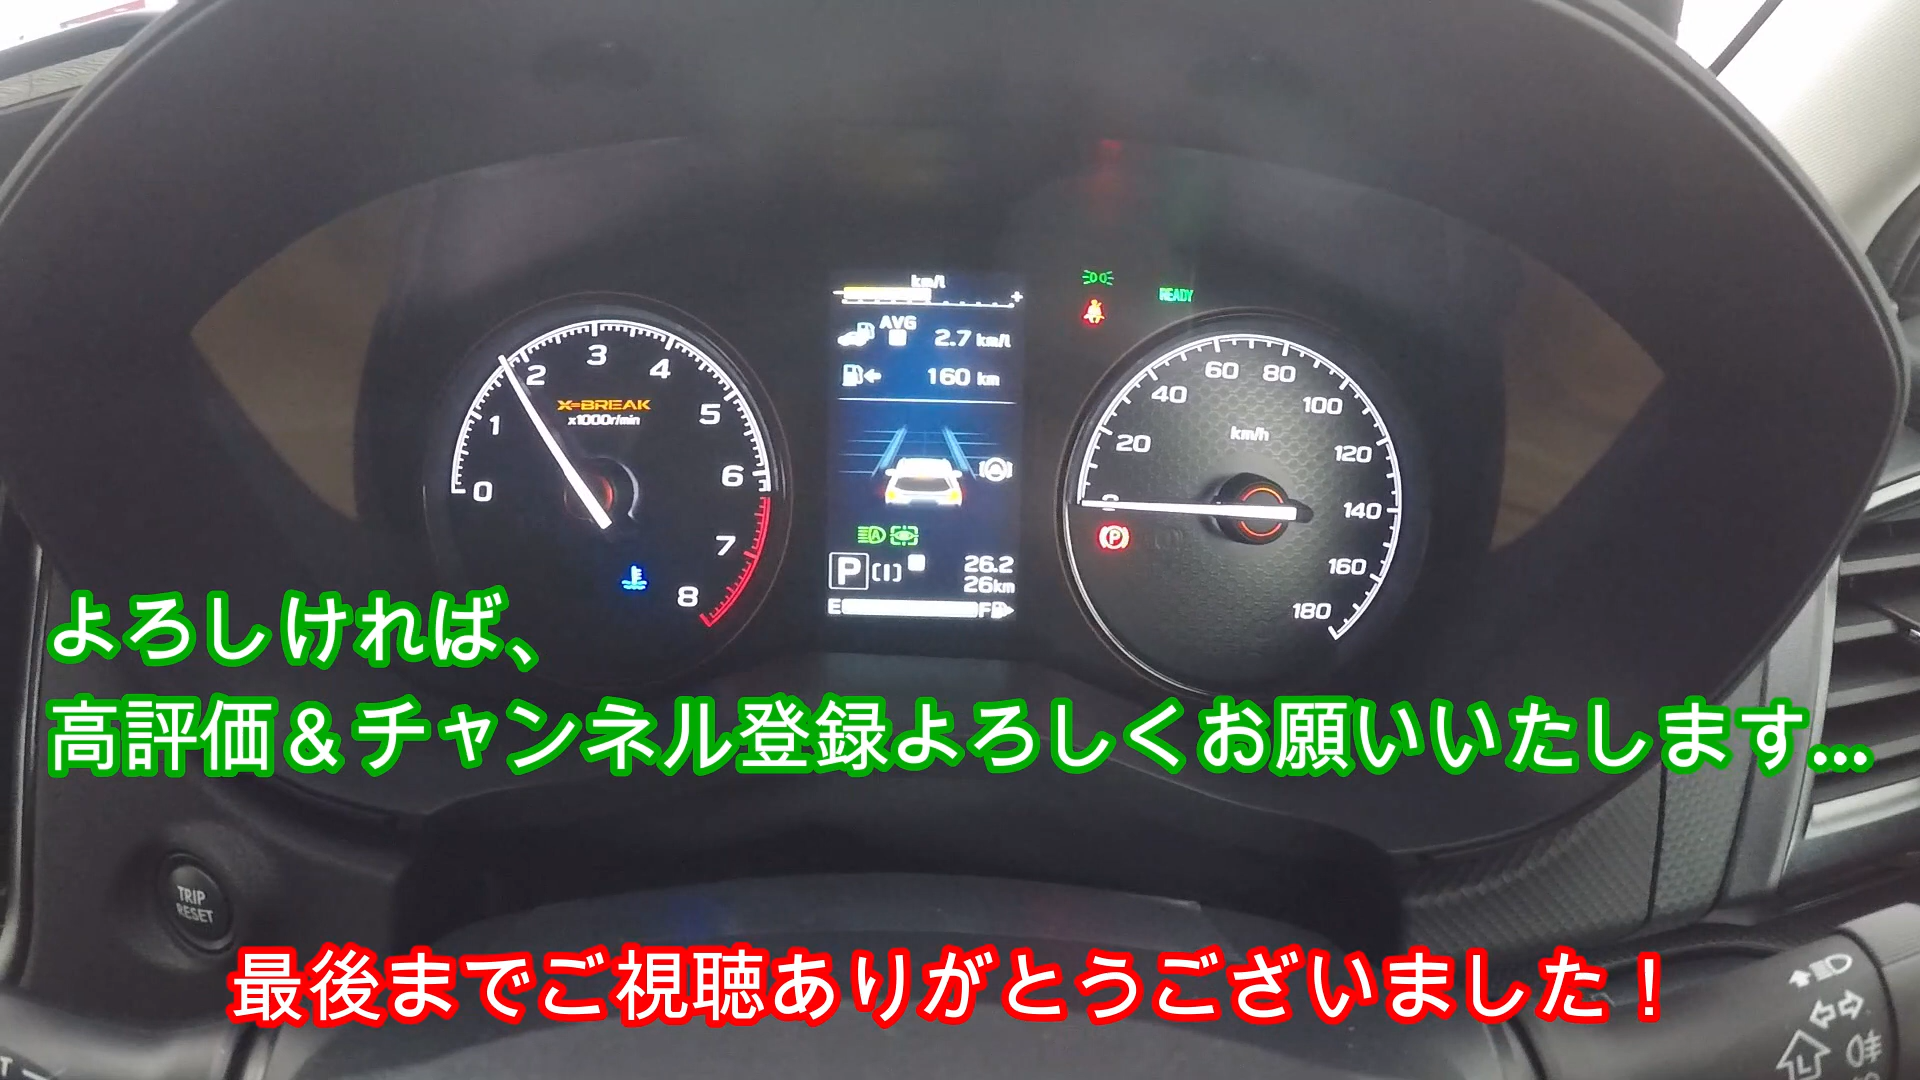 km/l
- +
AVG
2.7 km/l
160 km
READY
0 1 2 3 4 5 6 7 8
X-BREAK
x1000r/min
20 40 60 80 100 120 140 160 180
km/h
A
P
26.2
26km
E F
P
よろしければ、
高評価＆チャンネル登録よろしくお願いいたします...
TRIP
RESET
最後までご視聴ありがとうございました！